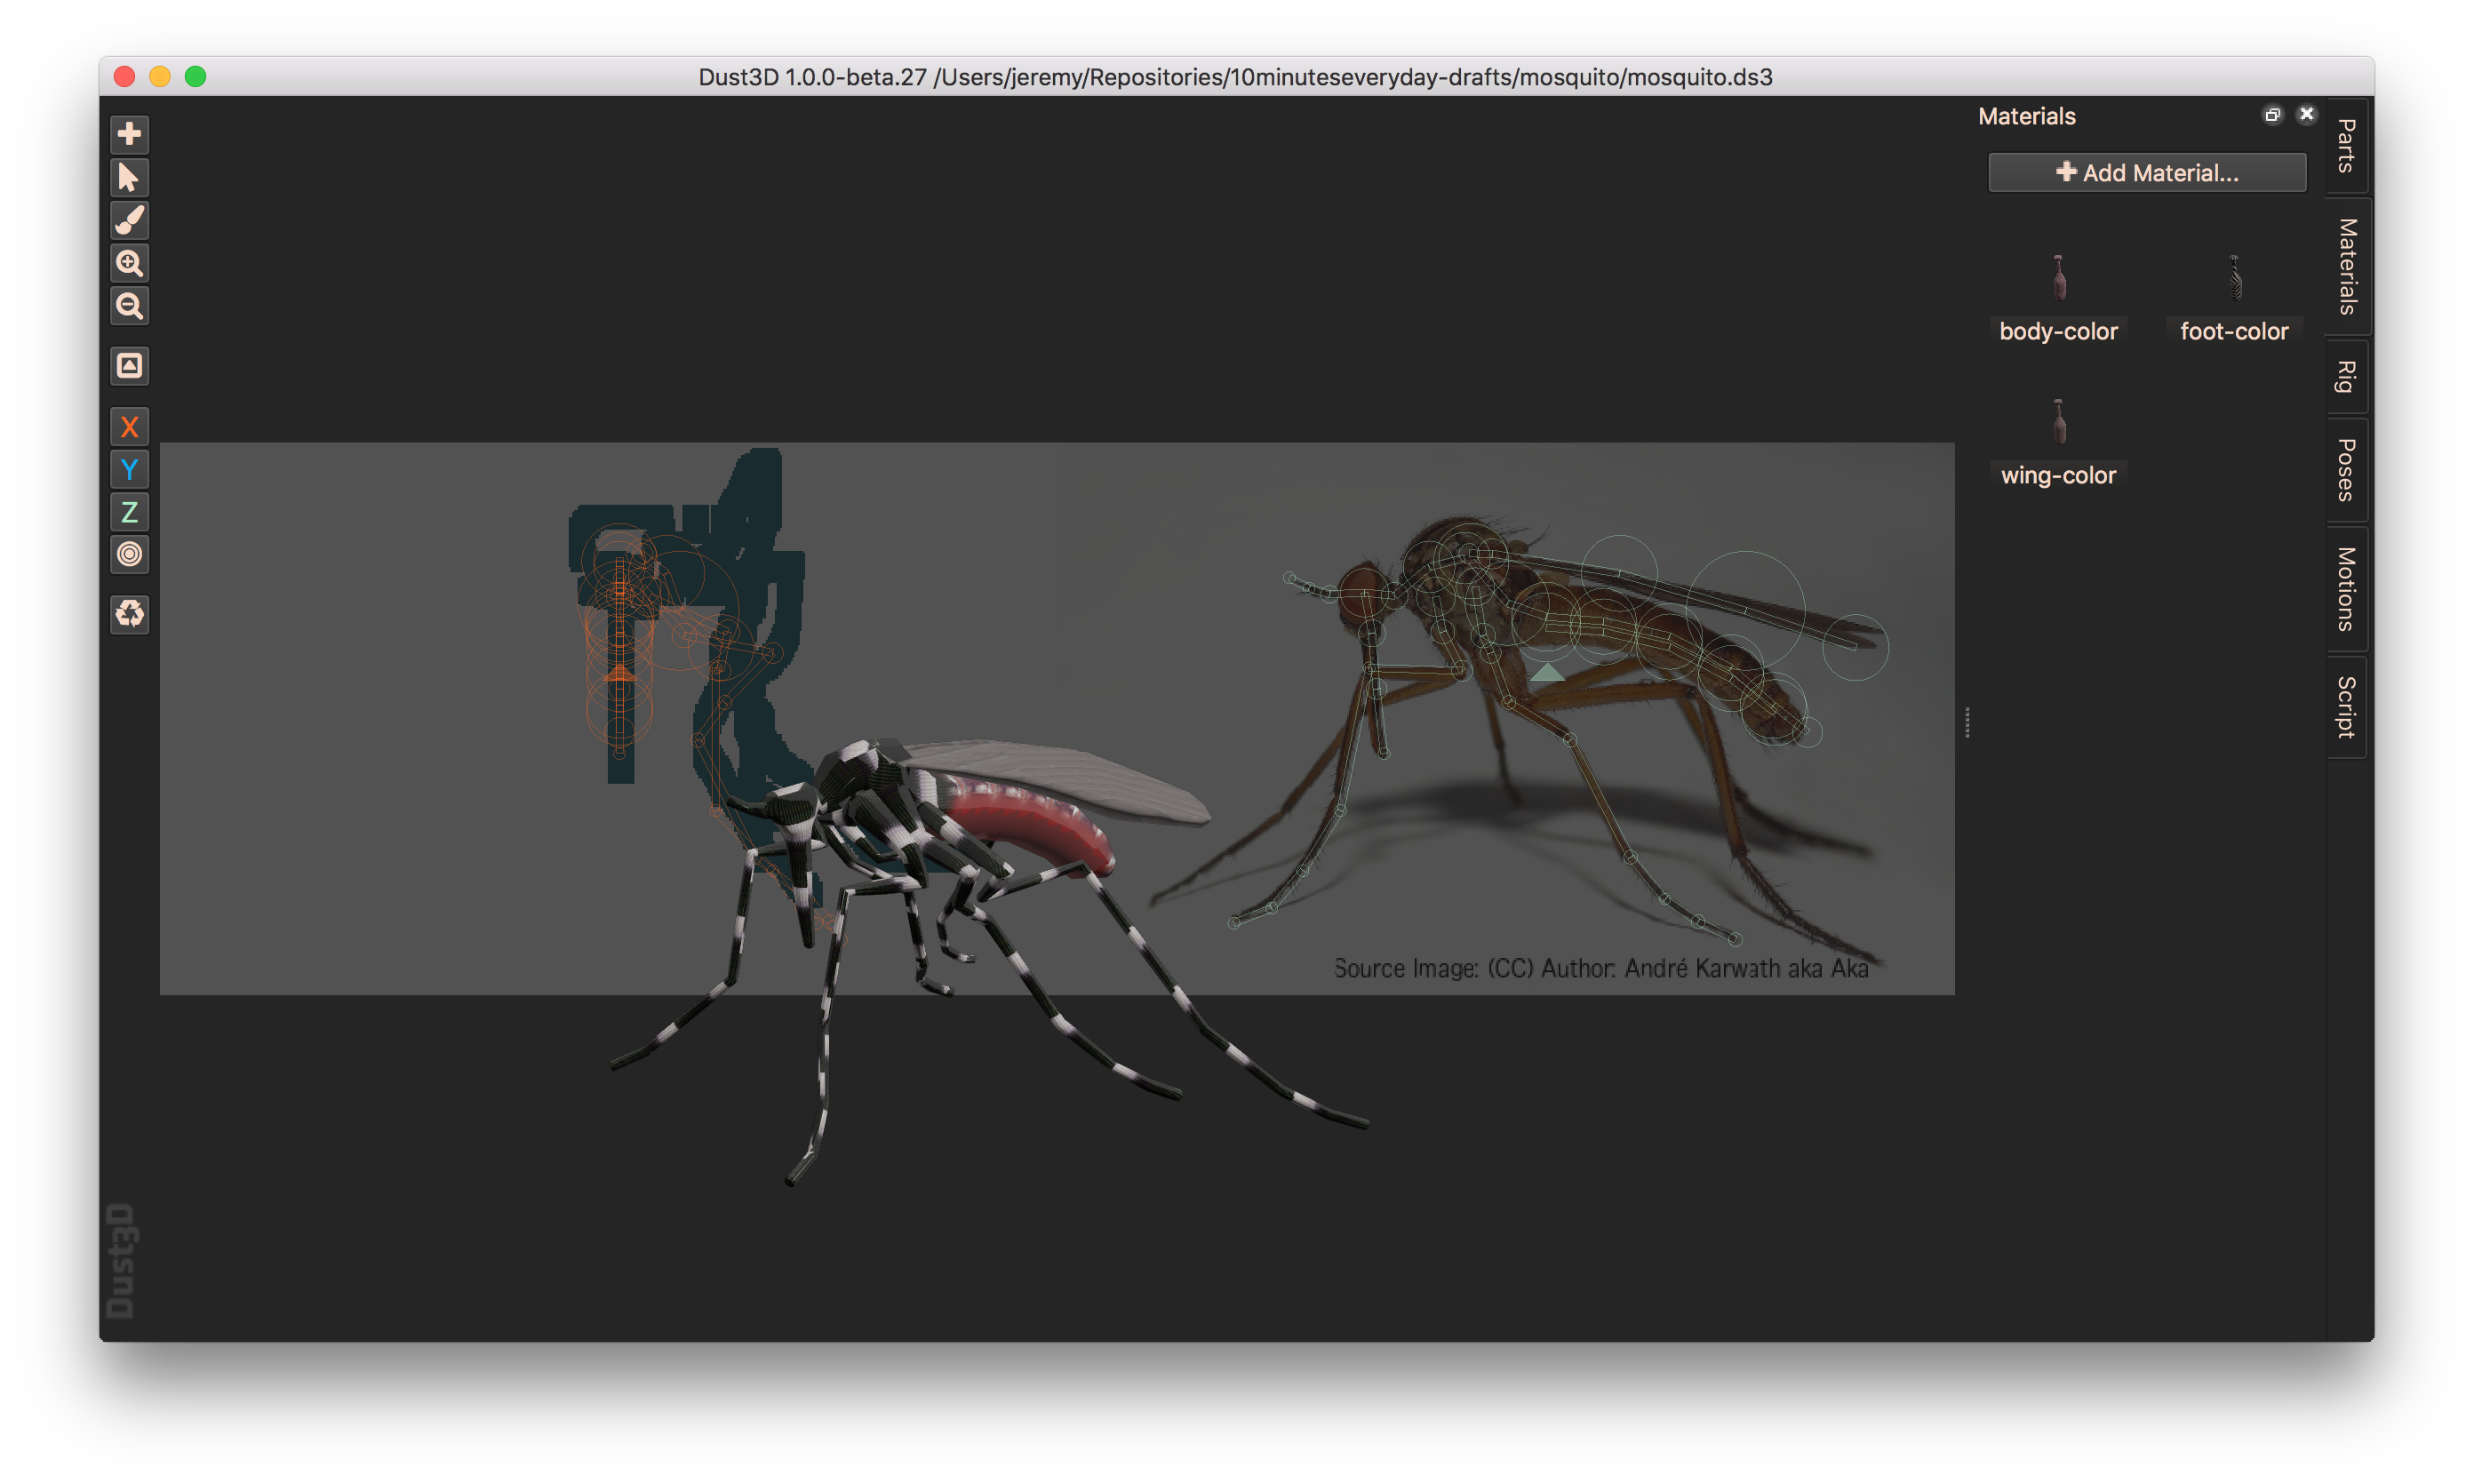 Dust3D 1.0.0-beta.27 /Users/jeremy/Repositories/10minuteseveryday-drafts/mosquito/mosquito.ds3
Materials
Add Material...
body-color
foot-color
wing-color
Parts
Materials
Rig
Poses
Motions
Script
X
Y
Z
Source Image: (CC) Author: André Karwath aka Aka
Dust3D